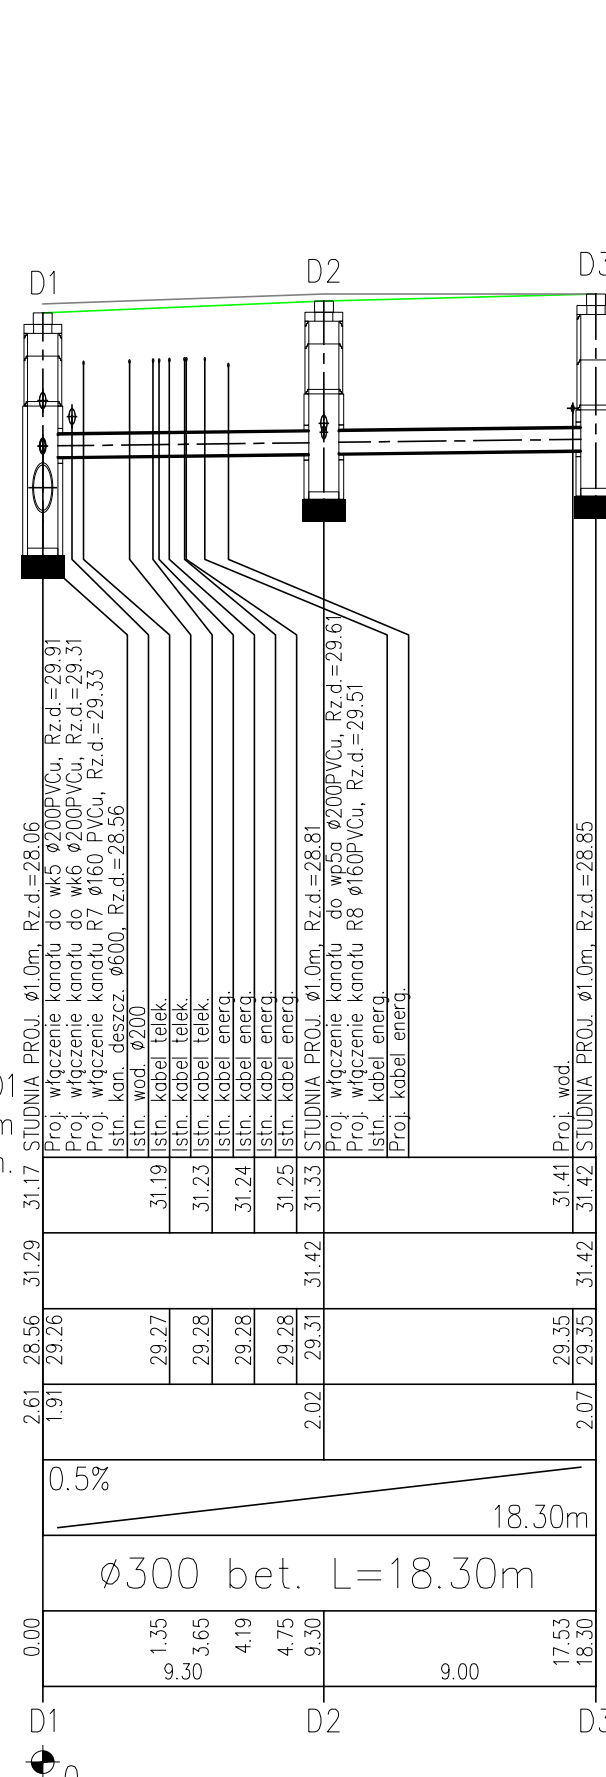 D1
D2
D3
STUDNIA PROJ. ø1.0m, Rz.d.=28.06
Proj. włączenie kanału do wk5 ø200PVCu, Rz.d.=29.91
Proj. włączenie kanału do wk6 ø200PVCu, Rz.d.=29.31
Proj. włączenie kanału R7 ø160 PVCu, Rz.d.=29.33
Istn. kan. deszcz. ø600, Rz.d.=28.56
Istn. wod. ø200
Istn. kabel telek.
Istn. kabel telek.
Istn. kabel telek.
Istn. kabel energ.
Istn. kabel energ.
Istn. kabel energ.
Istn. kabel energ.
STUDNIA PROJ. ø1.0m, Rz.d.=28.81
Proj. włączenie kanału do wp5a ø200PVCu, Rz.d.=29.61
Proj. włączenie kanału R8 ø160PVCu, Rz.d.=29.51
Istn. kabel energ.
Proj. kabel energ.
Proj. wod.
STUDNIA PROJ. ø1.0m, Rz.d.=28.85
31.17 31.19 31.23 31.24 31.25 31.33 31.41 31.42
31.29 31.42 31.42
28.56 29.26 29.27 29.28 29.28 29.28 29.31 29.35 29.35
2.61 1.91 2.02 2.07
0.5%
18.30m
ø300 bet. L=18.30m
0.00 1.35 3.65 4.19 4.75 9.30 17.53 18.30
9.30 9.00
D1 D2 D3